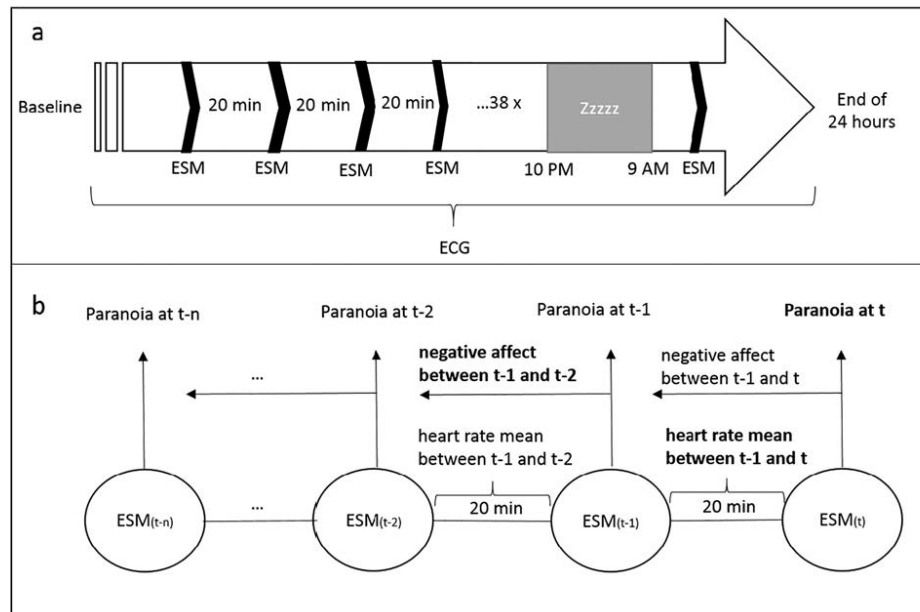 a
Baseline
20 min
20 min
20 min
...38 x
Zzzzz
End of
24 hours
ESM
ESM
ESM
ESM
10 PM
9 AM
ESM
ECG
b
Paranoia at t-n
Paranoia at t-2
Paranoia at t-1
Paranoia at t
...
negative affect
between t-1 and t-2
negative affect
between t-1 and t
heart rate mean
between t-1 and t-2
heart rate mean
between t-1 and t
ESM(t-n)
...
ESM(t-2)
20 min
ESM(t-1)
20 min
ESM(t)